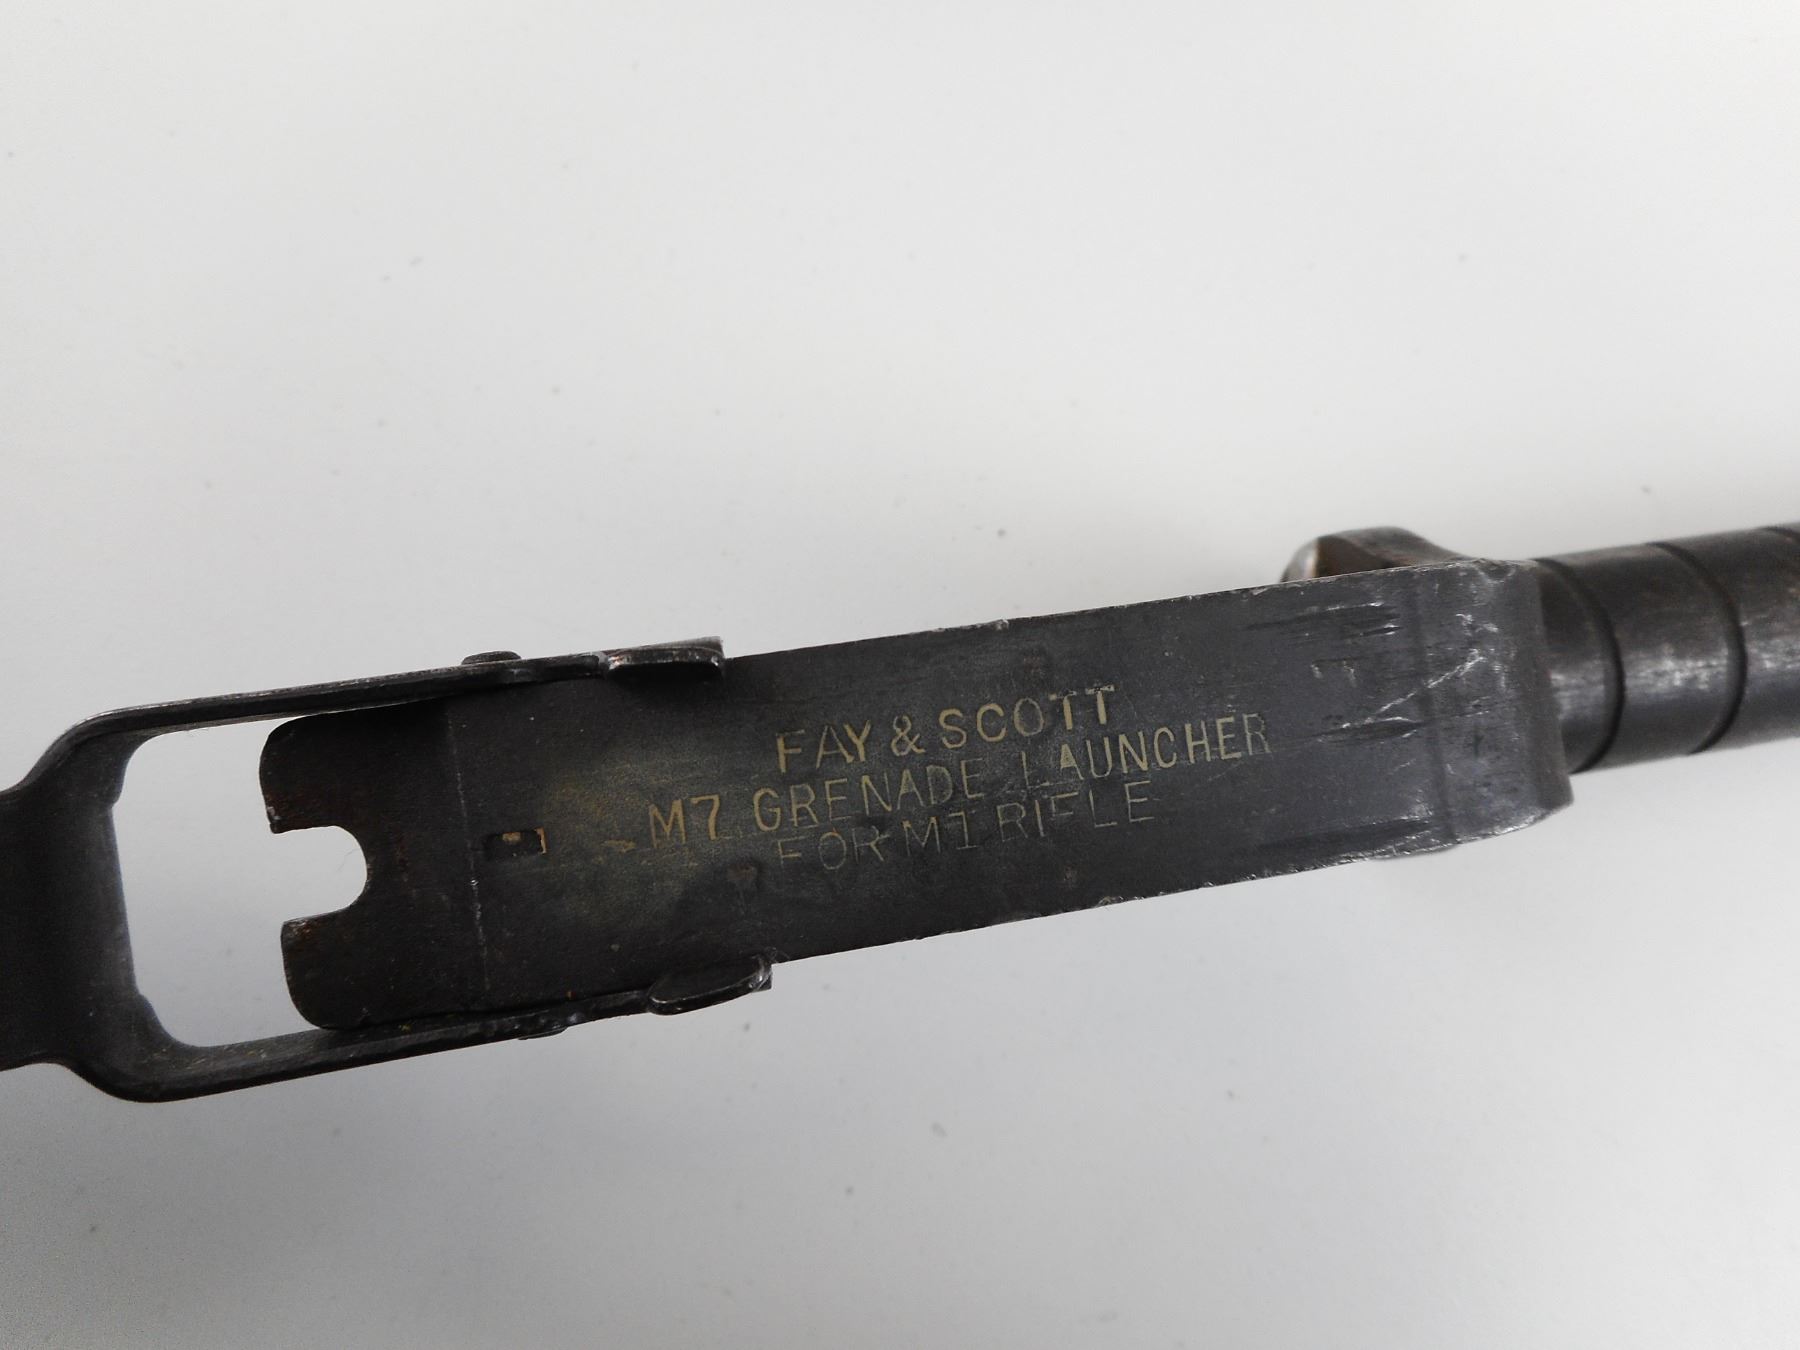 FAY & SCOTT
M7 GRENADE LAUNCHER
FOR M1 RIFLE